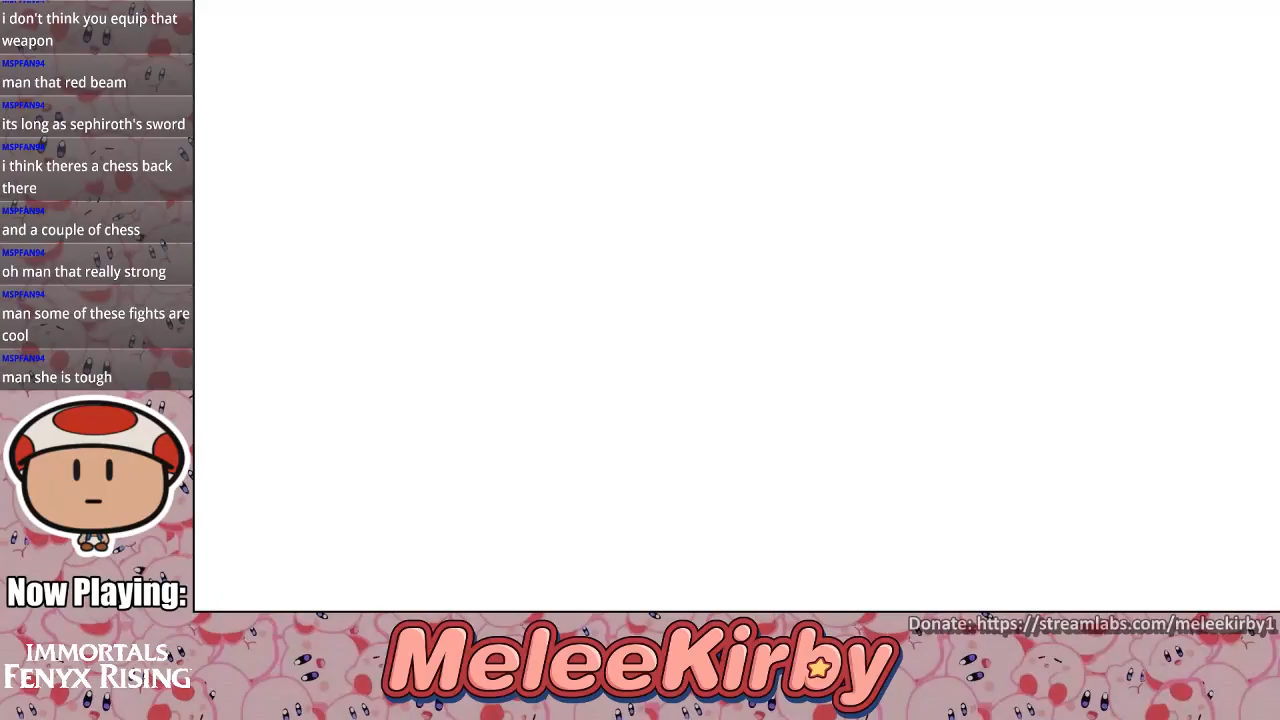 MSPFAN94
i don't think you equip that
weapon
MSPFAN94
man that red beam
MSPFAN94
its long as sephiroth's sword
MSPFAN94
i think theres a chess back
there
MSPFAN94
and a couple of chess
MSPFAN94
oh man that really strong
MSPFAN94
man some of these fights are
cool
MSPFAN94
man she is tough
Now Playing:
IMMORTALS
FENYX RISING
MeleeKirby
Donate: https://streamlabs.com/meleekirby1